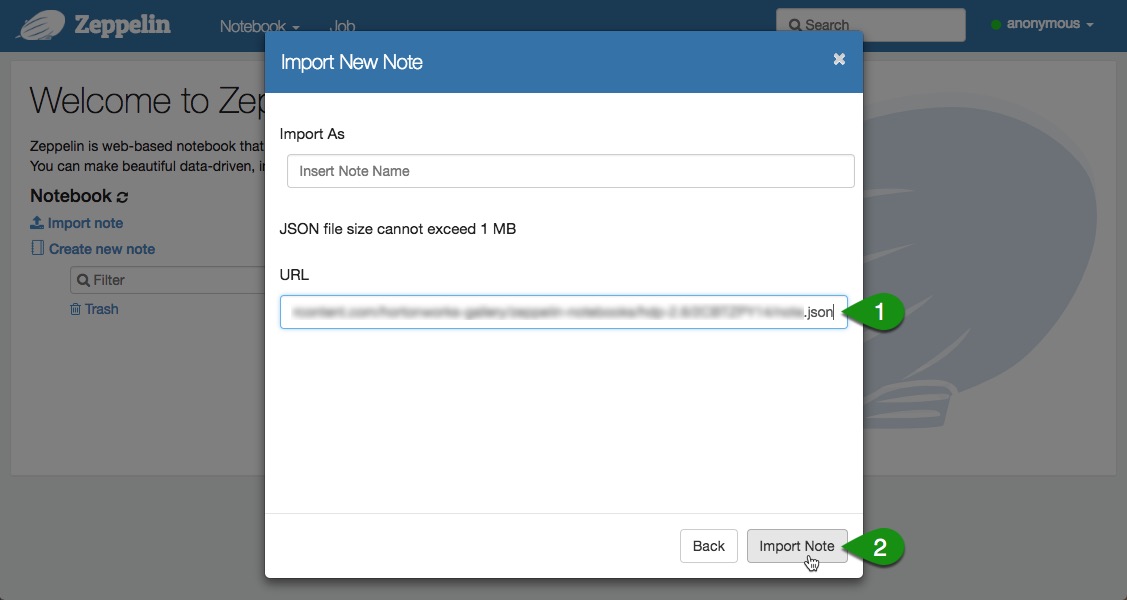 Zeppelin Notebook Job Search anonymous
Import New Note
Welcome to Zep
Zeppelin is web-based notebook that
You can make beautiful data-driven, i
Notebook
Import note
Create new note
Filter
Trash
Import As
Insert Note Name
JSON file size cannot exceed 1 MB
URL
.json
1
Back Import Note
2